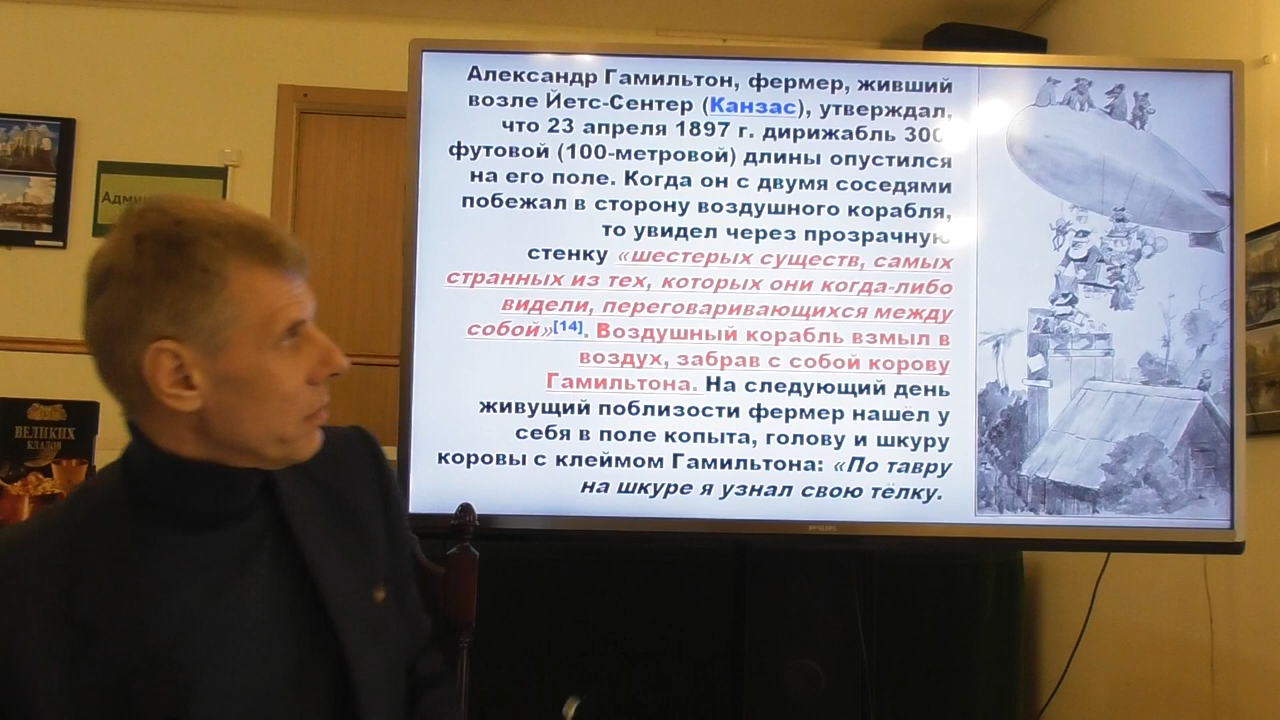 Александр Гамильтон, фермер, живший
возле Йетс-Сентер (Канзас), утверждал,
что 23 апреля 1897 г. дирижабль 300
футовой (100-метровой) длины опустился
на его поле. Когда он с двумя соседями
побежал в сторону воздушного корабля,
то увидел через прозрачную
стенку «шестерых существ, самых
странных из тех, которых они когда-либо
видели, переговаривающихся между
собой»[14]. Воздушный корабль взмыл в
воздух, забрав с собой корову
Гамильтона. На следующий день
живущий поблизости фермер нашёл у
себя в поле копыта, голову и шкуру
коровы с клеймом Гамильтона: «По тавру
на шкуре я узнал свою тёлку.
PHILIPS
ВЕЛИКИХ
КЛАДОВ